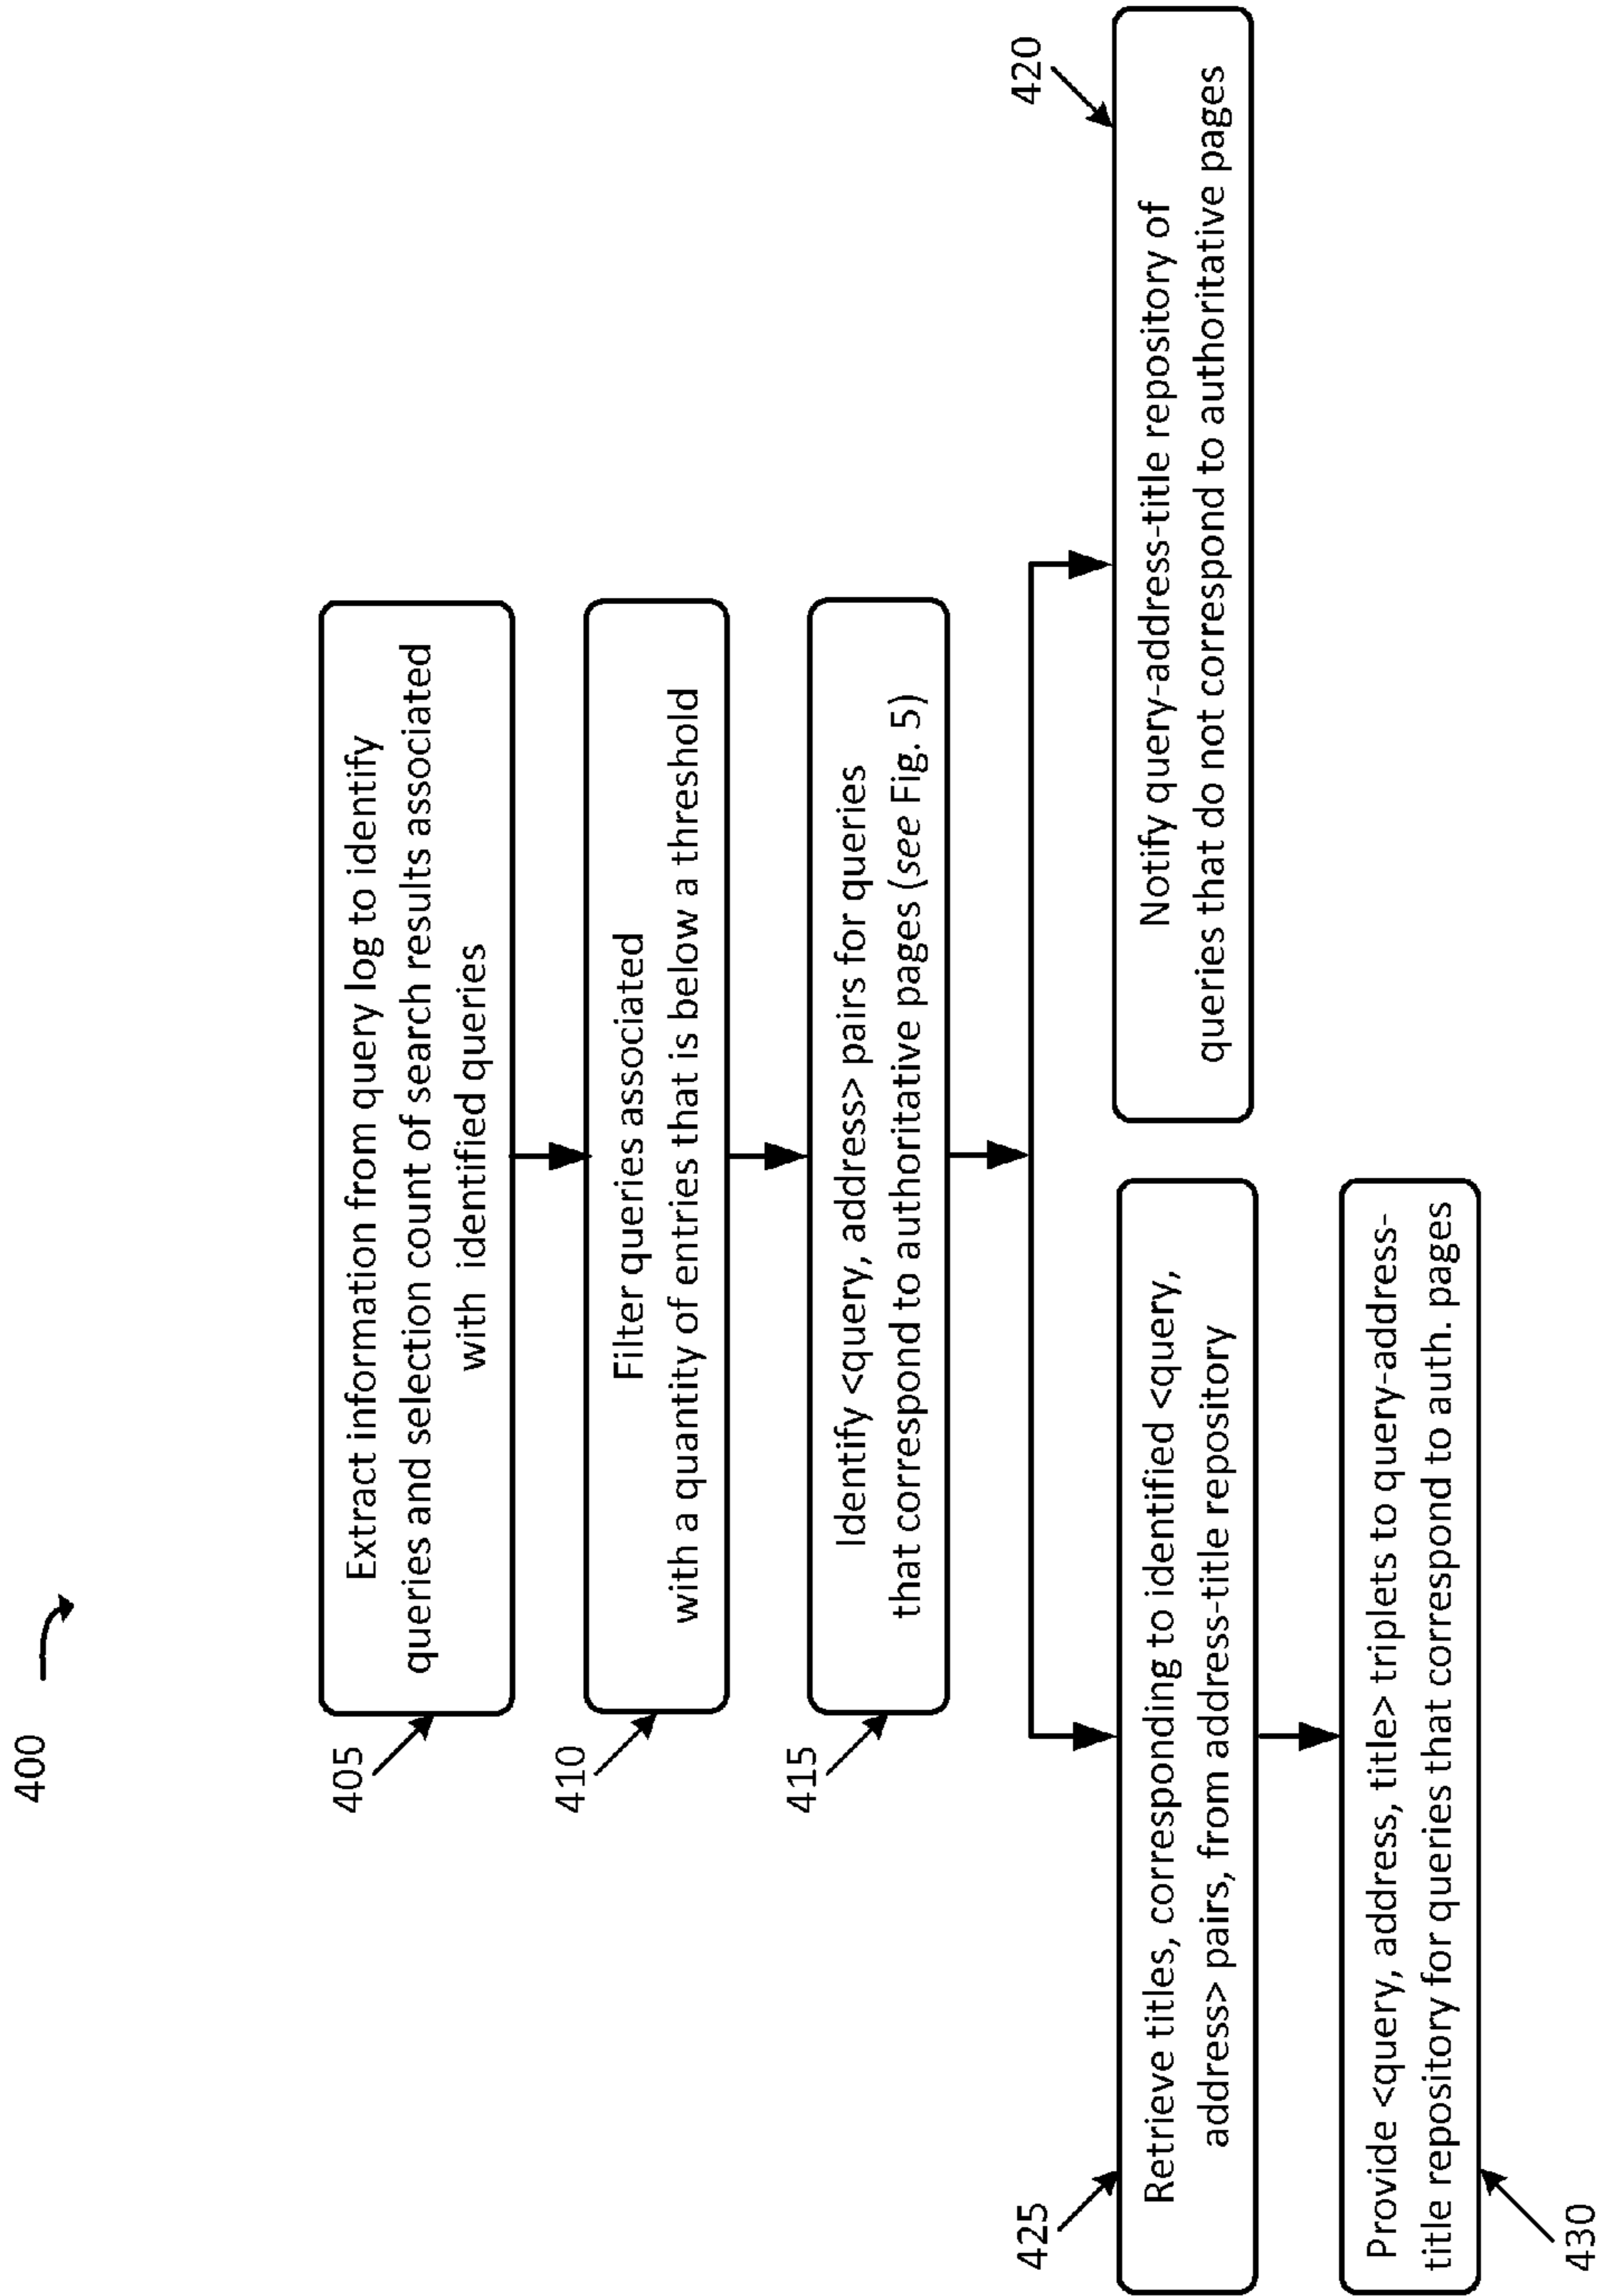 400
405
Extract information from query log to identify
queries and selection count of search results associated
with identified queries
410
Filter queries associated
with a quantity of entries that is below a threshold
415
Identify <query, address> pairs for queries
that correspond to authoritative pages (see Fig. 5)
420
Notify query-address-title repository of
queries that do not correspond to authoritative pages
425
Retrieve titles, corresponding to identified <query,
address> pairs, from address-title repository
Provide <query, address, title> triplets to query-address-
title repository for queries that correspond to auth. pages
430